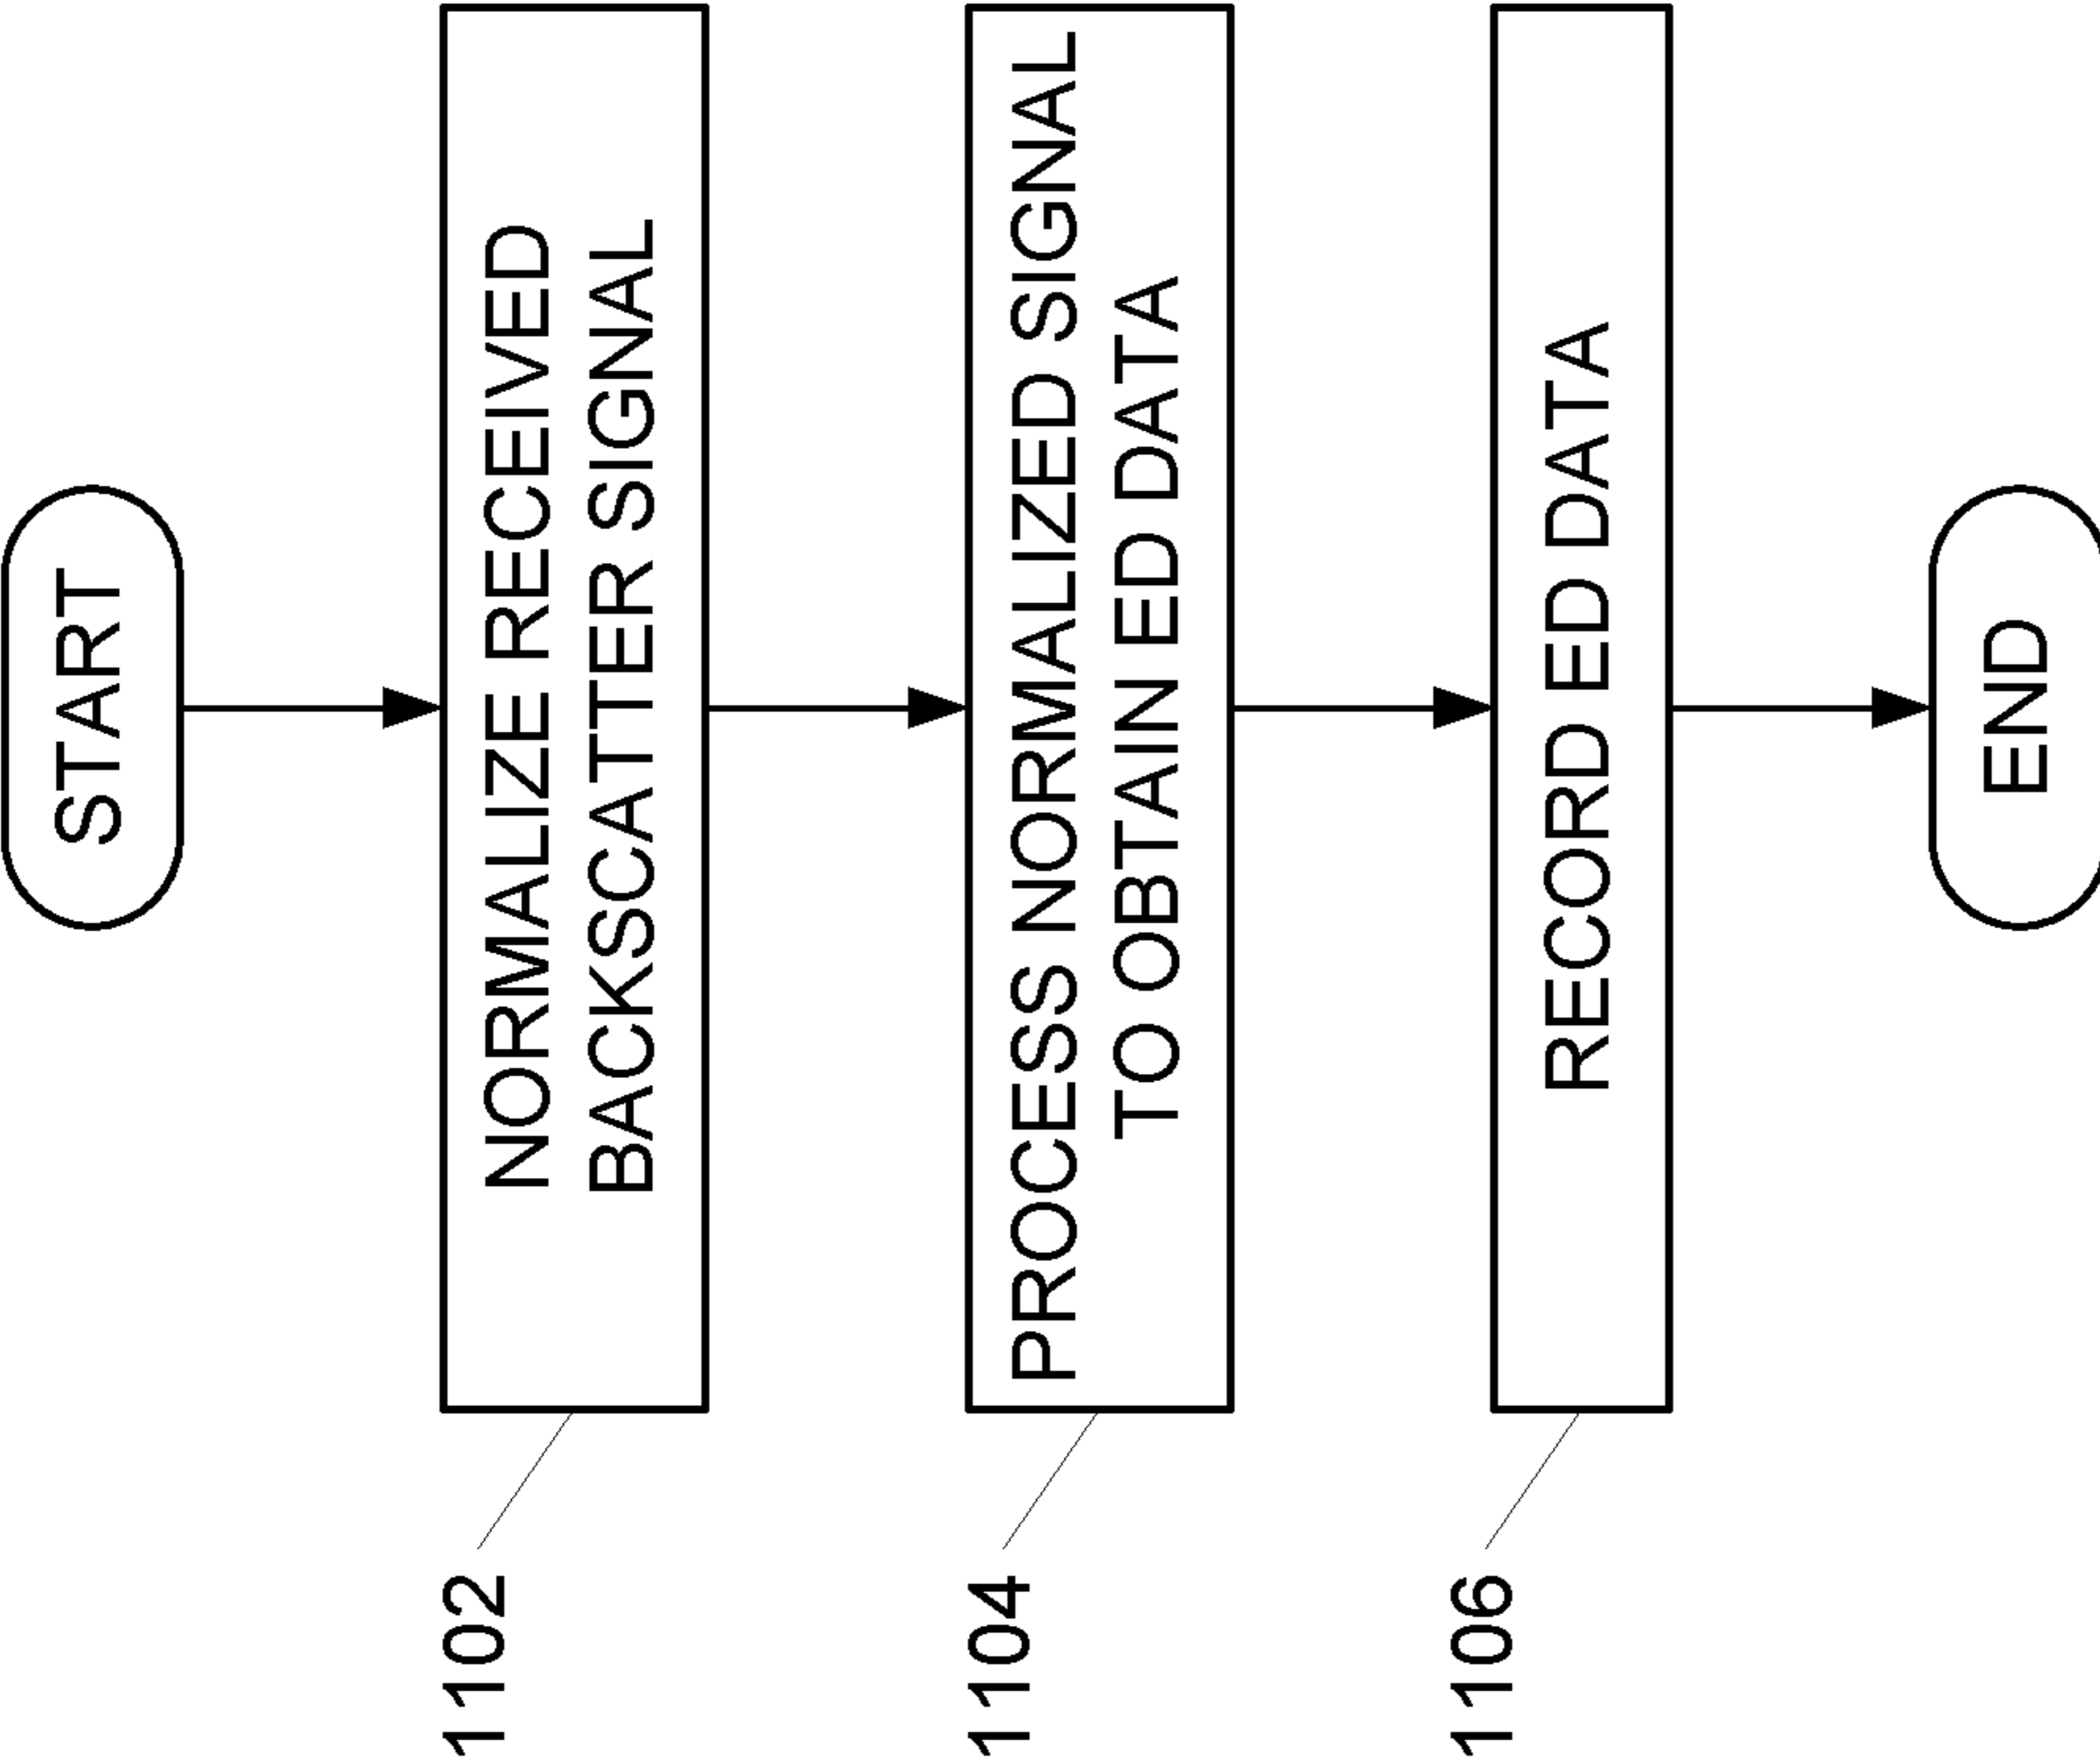 START
1102
NORMALIZE RECEIVED
BACKSCATTER SIGNAL
1104
PROCESS NORMALIZED SIGNAL
TO OBTAIN ED DATA
1106
RECORD ED DATA
END